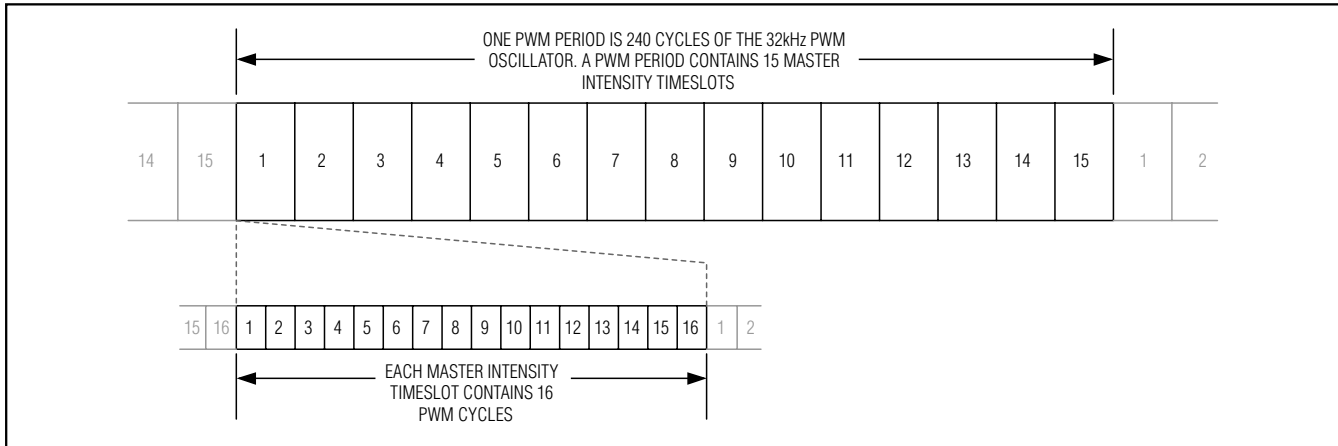 ONE PWM PERIOD IS 240 CYCLES OF THE 32kHz PWM
OSCILLATOR. A PWM PERIOD CONTAINS 15 MASTER
INTENSITY TIMESLOTS
14 15 1 2 3 4 5 6 7 8 9 10 11 12 13 14 15 1 2
15 16 1 2 3 4 5 6 7 8 9 10 11 12 13 14 15 16 1 2
EACH MASTER INTENSITY
TIMESLOT CONTAINS 16
PWM CYCLES